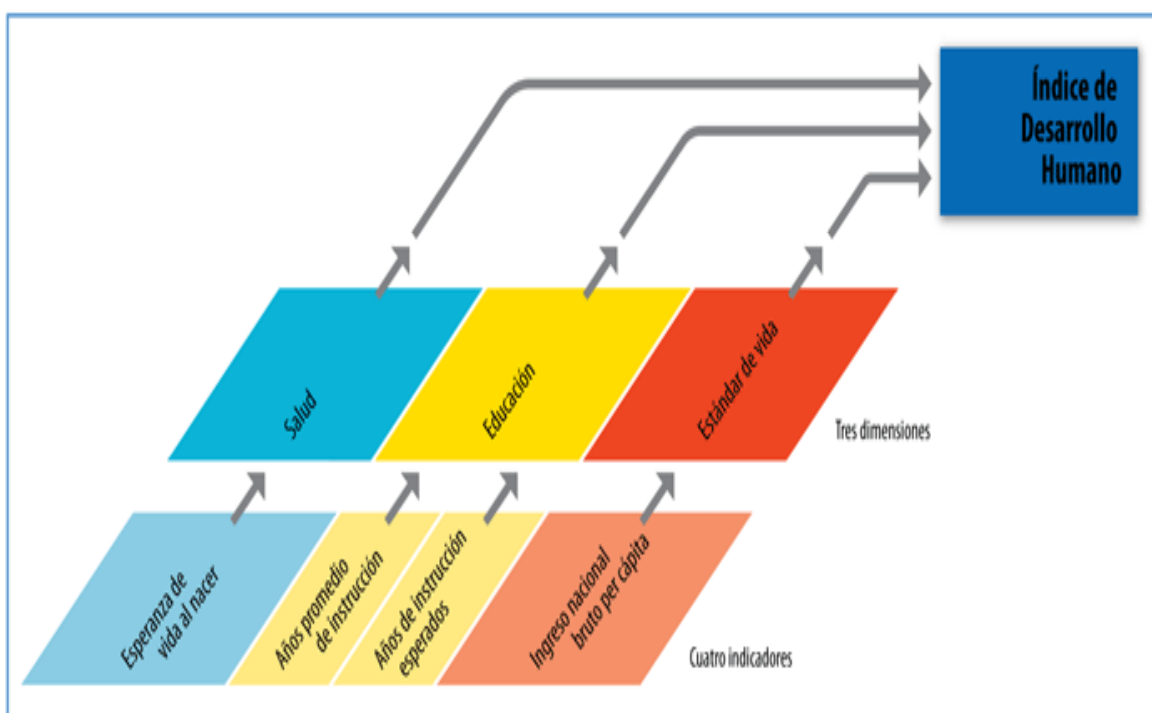 Índice de
Desarrollo
Humano
Salud
Educación
Estándar de vida
Tres dimensiones
Esperanza de
vida al nacer
Años promedio
de instrucción
Años de instrucción
esperados
Ingreso nacional
bruto per cápita
Cuatro indicadores